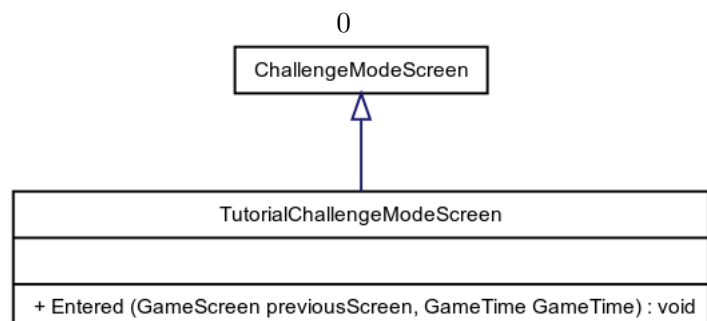 0
ChallengeModeScreen
TutorialChallengeModeScreen
+ Entered (GameScreen previousScreen, GameTime GameTime) : void